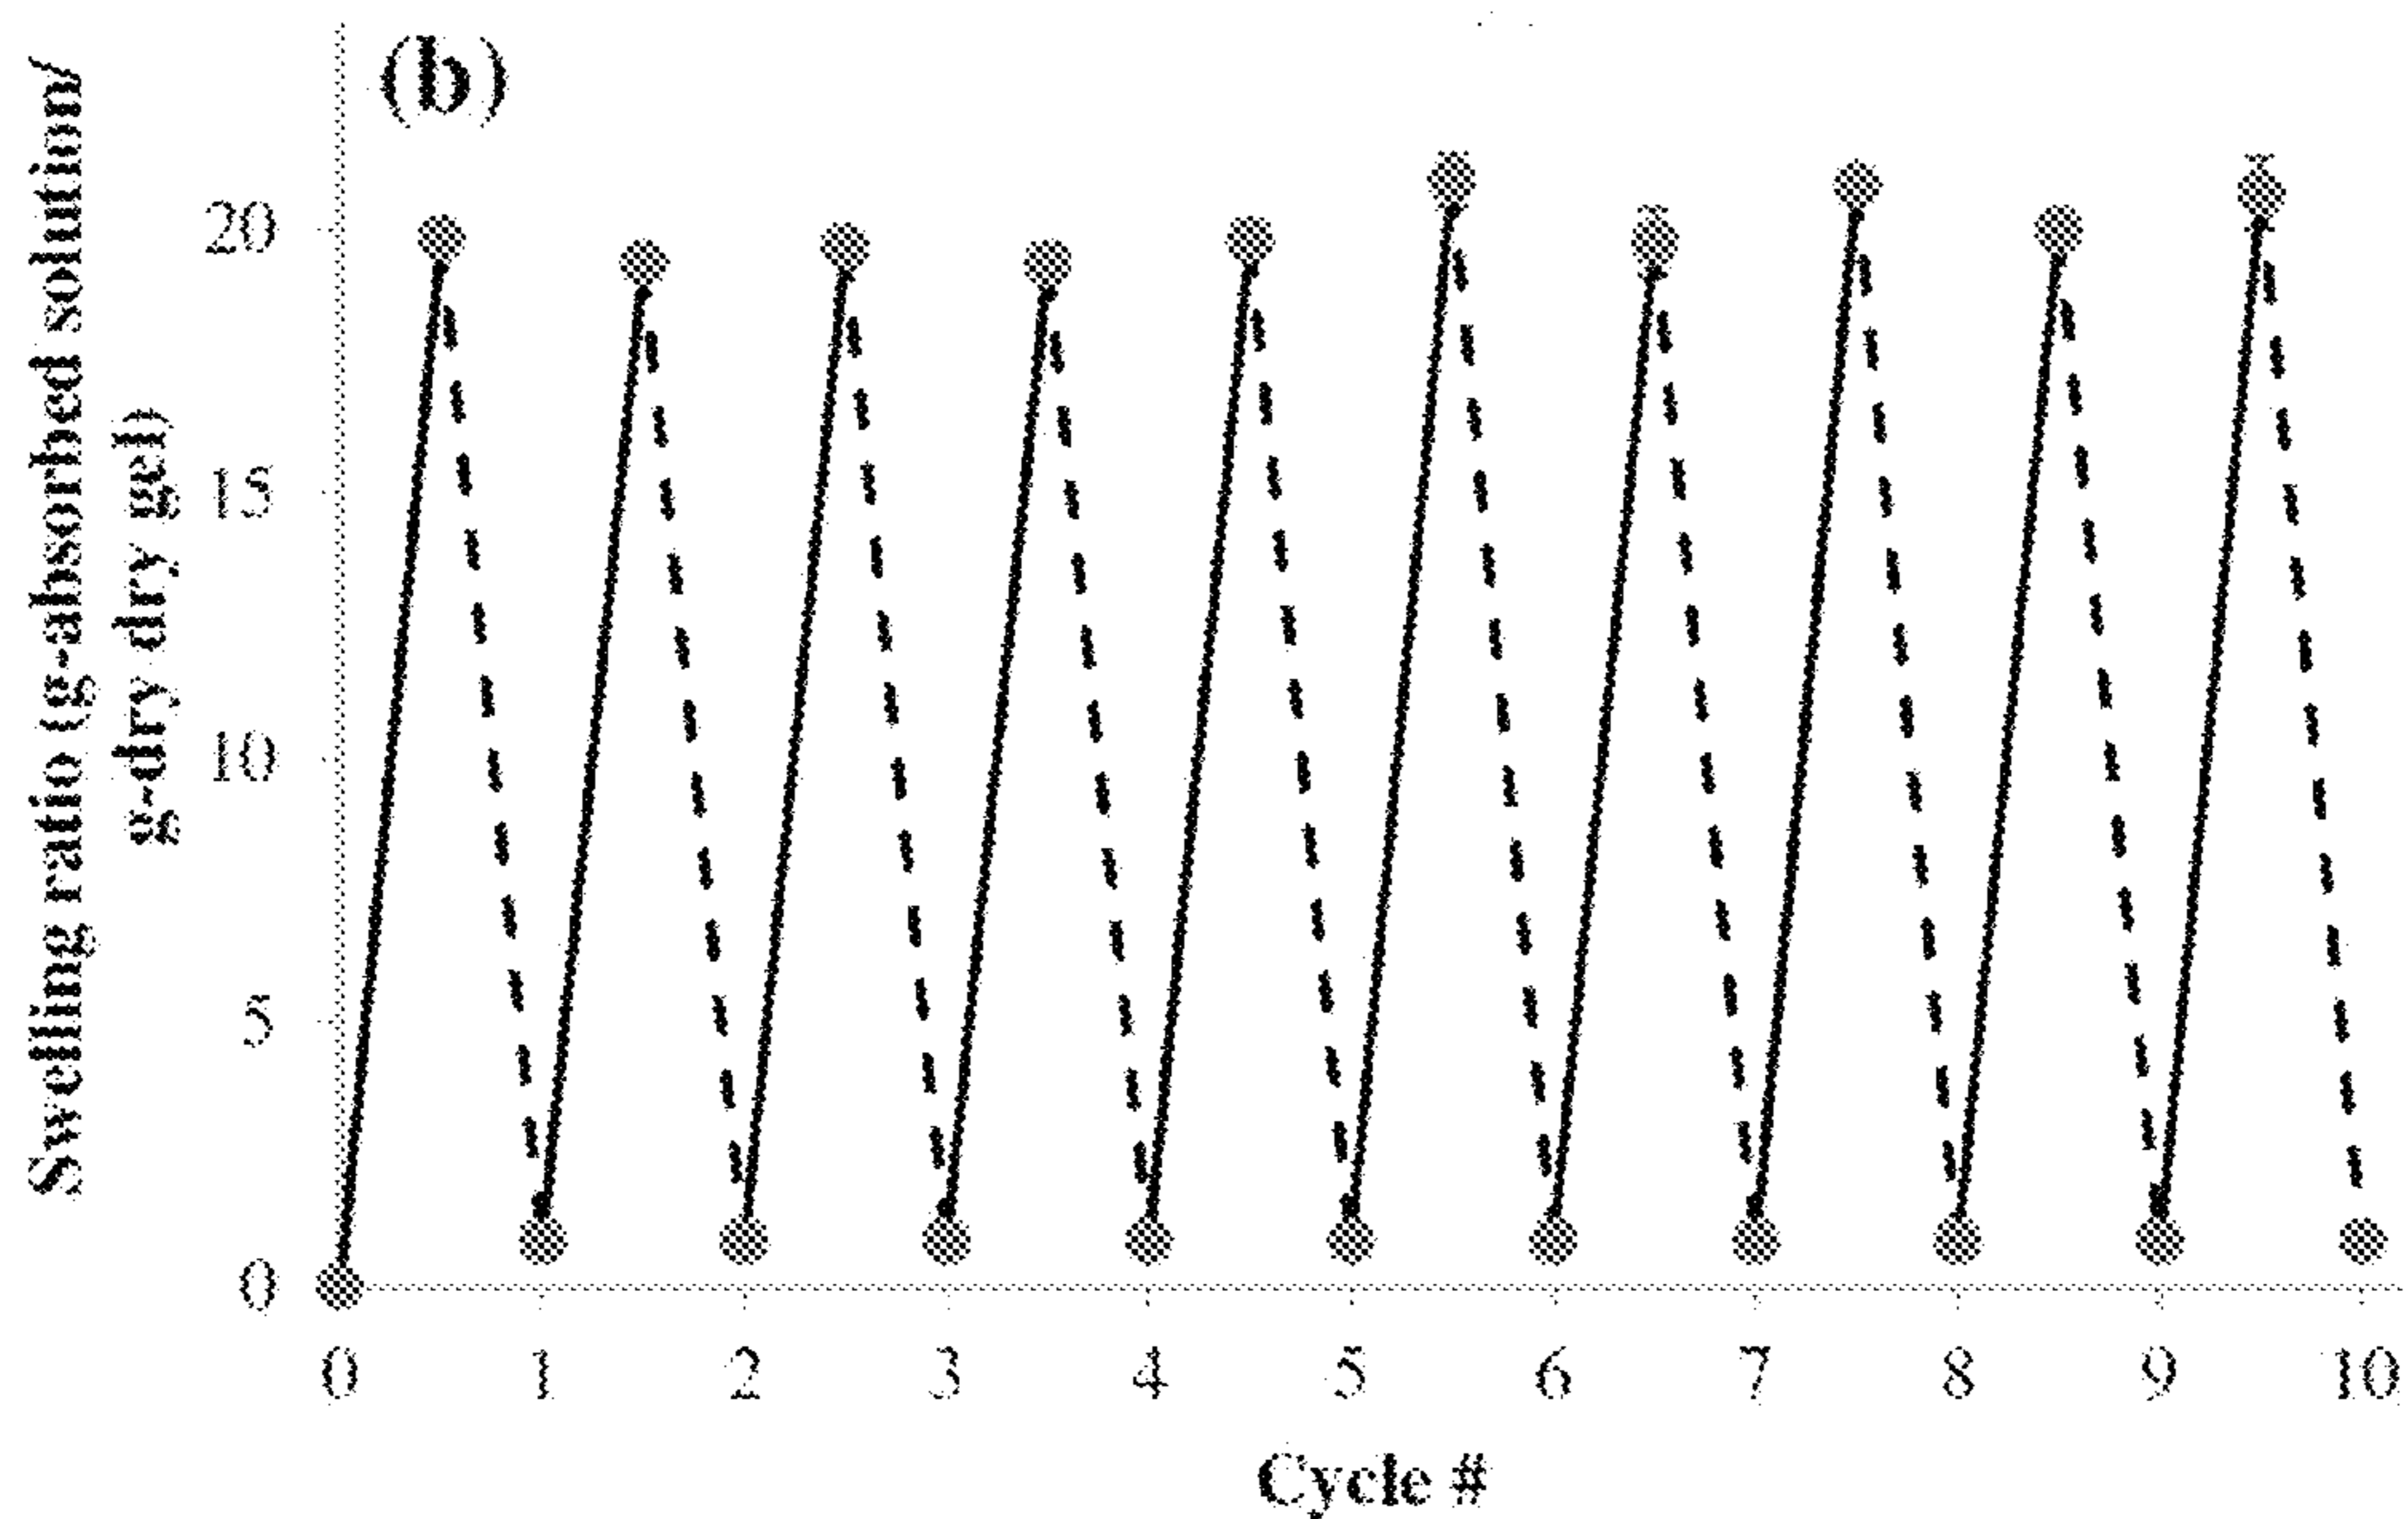 (b)
Swelling ratio (g-absorbed solution/
g-dry dry gel)
20
15
10
5
0
0 1 2 3 4 5 6 7 8 9 10
Cycle #